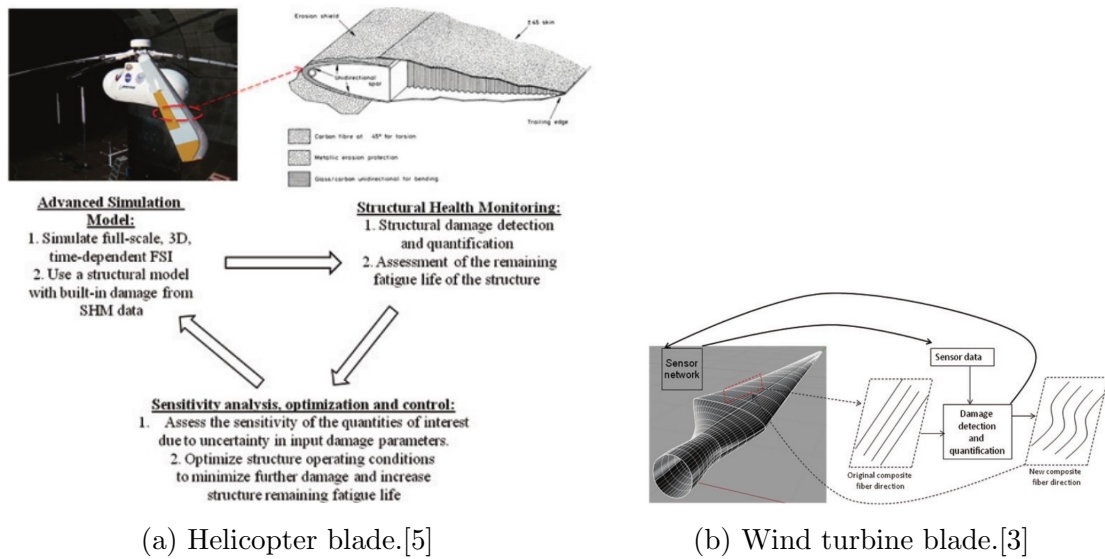 Erosion shield
±45 skin
Unidirectional
spar
Trailing edge
Carbon fibre at 45° for torsion
Metallic erosion protection
Glass/carbon unidirectional for bending
Advanced Simulation
Model:
1. Simulate full-scale, 3D,
time-dependent FSI
2. Use a structural model
with built-in damage from
SHM data
Structural Health Monitoring:
1. Structural damage detection
and quantification
2. Assessment of the remaining
fatigue life of the structure
Sensitivity analysis, optimization and control:
1. Assess the sensitivity of the quantities of interest
due to uncertainty in input damage parameters.
2. Optimize structure operating conditions
to minimize further damage and increase
structure remaining fatigue life
(a) Helicopter blade.[5]
Sensor
network
Sensor data
Damage
detection
and
quantification
Original composite
fiber direction
New composite
fiber direction
(b) Wind turbine blade.[3]